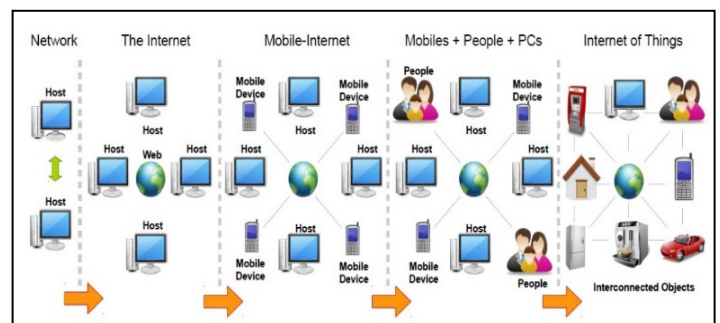 Network
Host
Host
The Internet
Host
Host
Web
Host
Host
Mobile-Internet
Mobile
Device
Host
Mobile
Device
Host
Host
Mobile
Device
Host
Mobile
Device
Mobiles + People + PCs
People
Host
Mobile
Device
Host
Host
Mobile
Device
Host
People
Internet of Things
Interconnected Objects